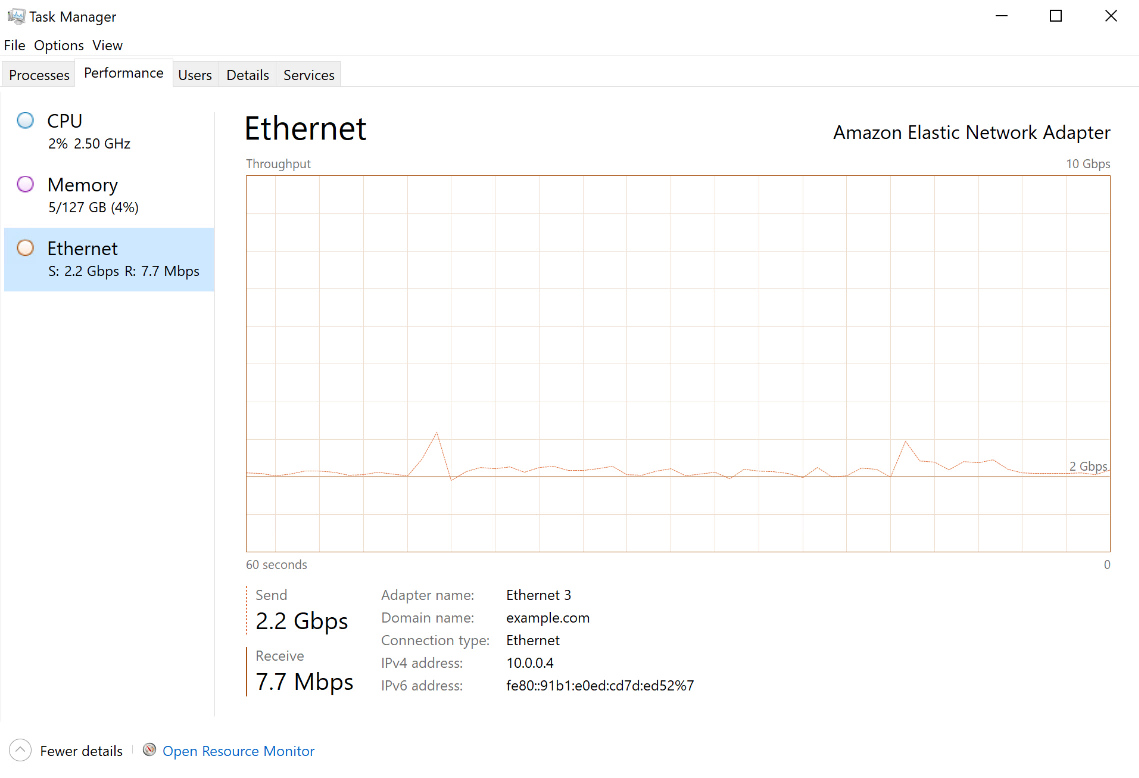 Task Manager
File Options View
Processes Performance Users Details Services
CPU
2% 2.50 GHz
Memory
5/127 GB (4%)
Ethernet
S: 2.2 Gbps R: 7.7 Mbps
Ethernet Amazon Elastic Network Adapter
Throughput 10 Gbps
2 Gbps
60 seconds 0
Send
2.2 Gbps
Receive
7.7 Mbps
Adapter name: Ethernet 3
Domain name: example.com
Connection type: Ethernet
IPv4 address: 10.0.0.4
IPv6 address: fe80::91b1:e0ed:cd7d:ed52%7
Fewer details Open Resource Monitor